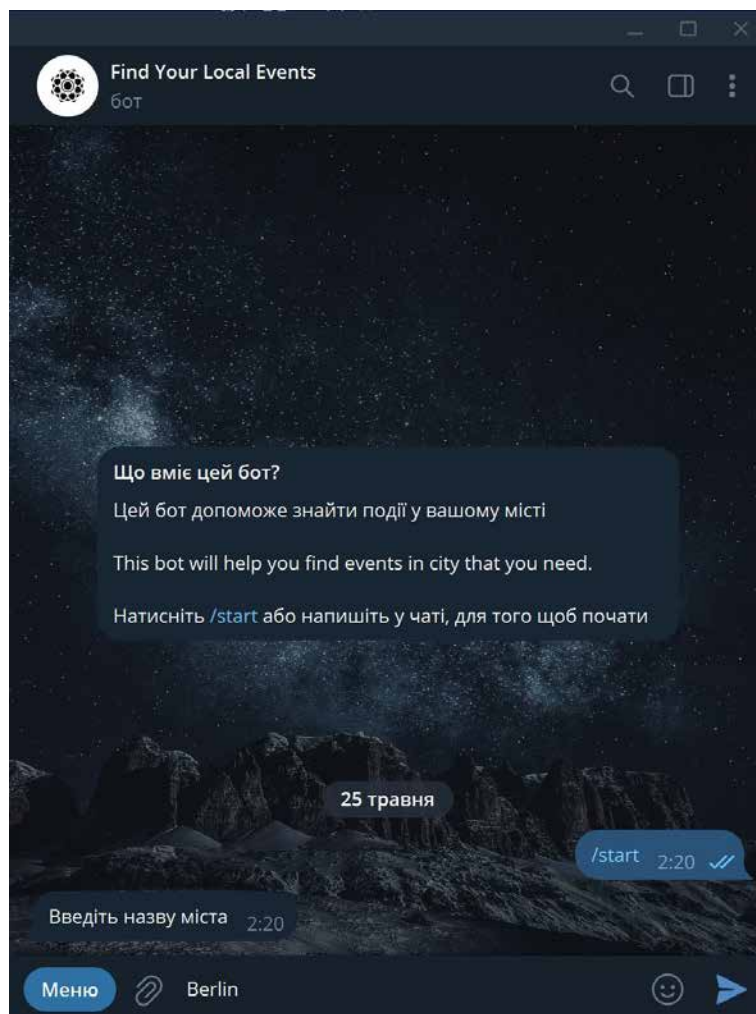 Find Your Local Events
бот
Що вміє цей бот?
Цей бот допоможе знайти події у вашому місті
This bot will help you find events in city that you need.
Натисніть /start або напишіть у чаті, для того щоб почати
25 травня
/start 2:20
Введіть назву міста 2:20
Меню Berlin